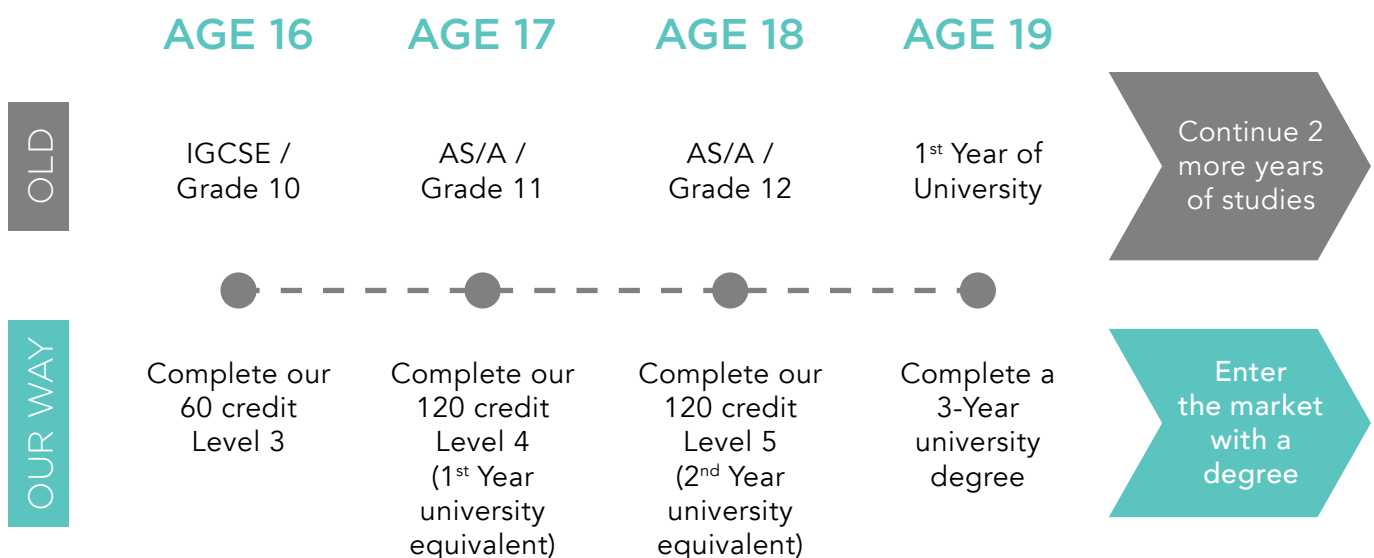 AGE 16
AGE 17
AGE 18
AGE 19
OLD
IGCSE /
Grade 10
AS/A /
Grade 11
AS/A /
Grade 12
1st Year of
University
Continue 2
more years
of studies
OUR WAY
Complete our
60 credit
Level 3
Complete our
120 credit
Level 4
(1st Year
university
equivalent)
Complete our
120 credit
Level 5
(2nd Year
university
equivalent)
Complete a
3-Year
university
degree
Enter
the market
with a
degree